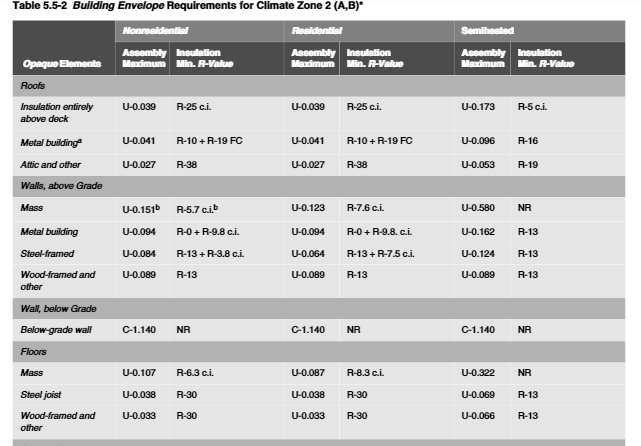 Table 5.5-2 Building Envelope Requirements for Climate Zone 2 (A,B)*
Nonresidential Residential Semiheated
Opaque Elements Assembly Maximum Insulation Min. R-Value Assembly Maximum Insulation Min. R-Value Assembly Maximum Insulation Min. R-Value
Roofs
Insulation entirely above deck U-0.039 R-25 c.i. U-0.039 R-25 c.i. U-0.173 R-5 c.i.
Metal building^a U-0.041 R-10 + R-19 FC U-0.041 R-10 + R-19 FC U-0.096 R-16
Attic and other U-0.027 R-38 U-0.027 R-38 U-0.053 R-19
Walls, above Grade
Mass U-0.151^b R-5.7 c.i.^b U-0.123 R-7.6 c.i. U-0.580 NR
Metal building U-0.094 R-0 + R-9.8 c.i. U-0.094 R-0 + R-9.8. c.i. U-0.162 R-13
Steel-framed U-0.084 R-13 + R-3.8 c.i. U-0.064 R-13 + R-7.5 c.i. U-0.124 R-13
Wood-framed and other U-0.089 R-13 U-0.089 R-13 U-0.089 R-13
Wall, below Grade
Below-grade wall C-1.140 NR C-1.140 NR C-1.140 NR
Floors
Mass U-0.107 R-6.3 c.i. U-0.087 R-8.3 c.i. U-0.322 NR
Steel joist U-0.038 R-30 U-0.038 R-30 U-0.069 R-13
Wood-framed and other U-0.033 R-30 U-0.033 R-30 U-0.066 R-13